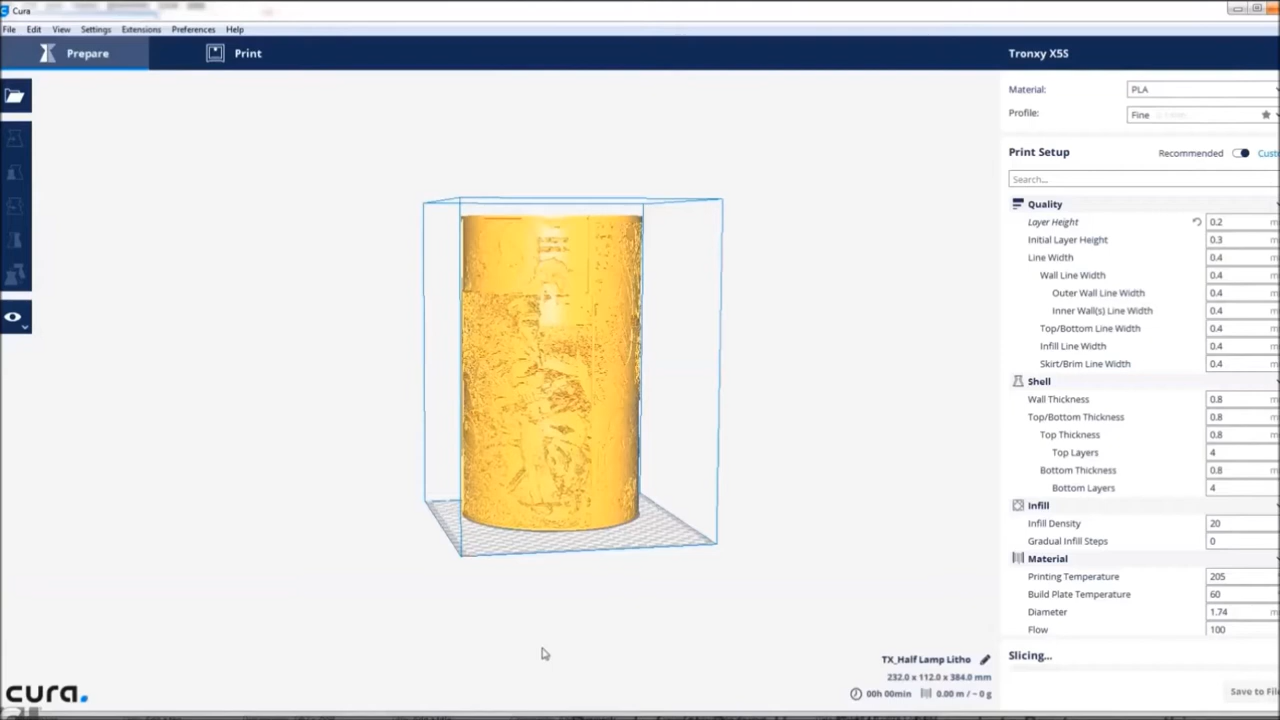 Cura
File Edit View Settings Extensions Preferences Help
Prepare Print Tronxy X5S
Material: PLA
Profile: Fine
Print Setup Recommended
Search...
Quality
Layer Height 0.2
Initial Layer Height 0.3
Line Width 0.4
Wall Line Width 0.4
Outer Wall Line Width 0.4
Inner Wall(s) Line Width 0.4
Top/Bottom Line Width 0.4
Infill Line Width 0.4
Skirt/Brim Line Width 0.4
Shell
Wall Thickness 0.8
Top/Bottom Thickness 0.8
Top Thickness 0.8
Top Layers 4
Bottom Thickness 0.8
Bottom Layers 4
Infill
Infill Density 20
Gradual Infill Steps 0
Material
Printing Temperature 205
Build Plate Temperature 60
Diameter 1.74
Flow 100
TX_Half Lamp Litho
232.0 x 112.0 x 384.0 mm
00h 00min 0.00 m / ~ 0 g
Slicing...
Save to Fil
cura.